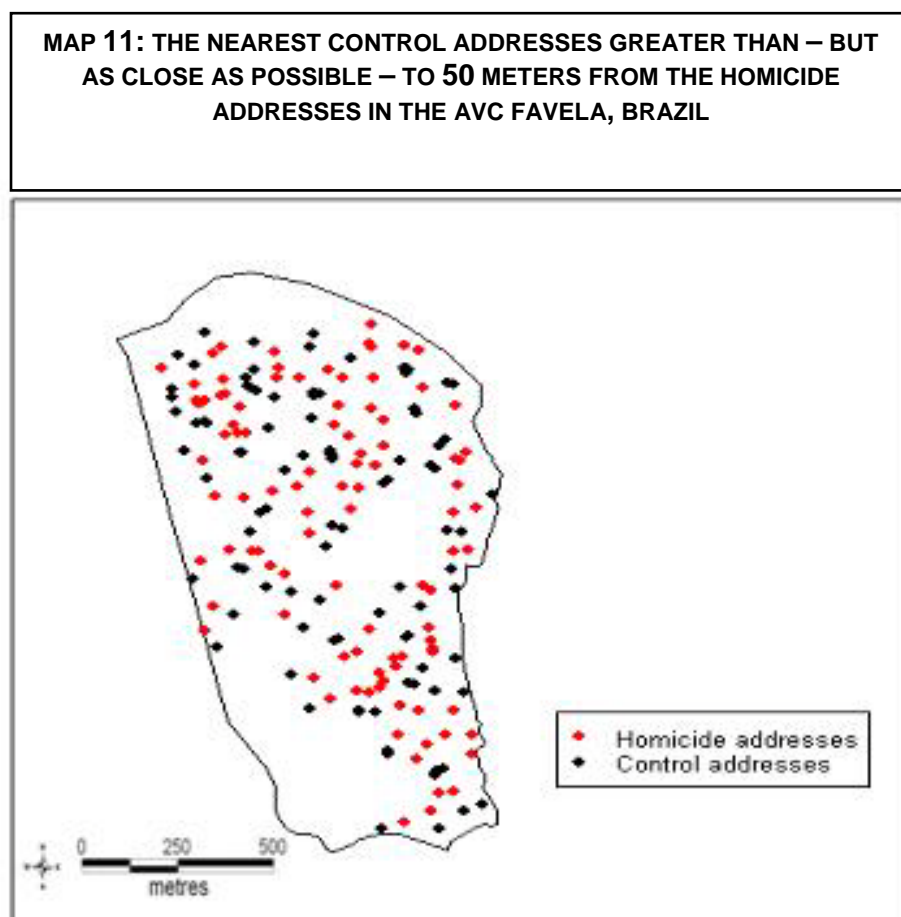 MAP 11: THE NEAREST CONTROL ADDRESSES GREATER THAN – BUT
AS CLOSE AS POSSIBLE – TO 50 METERS FROM THE HOMICIDE
ADDRESSES IN THE AVC FAVELA, BRAZIL
Homicide addresses
Control addresses
0 250 500
metres